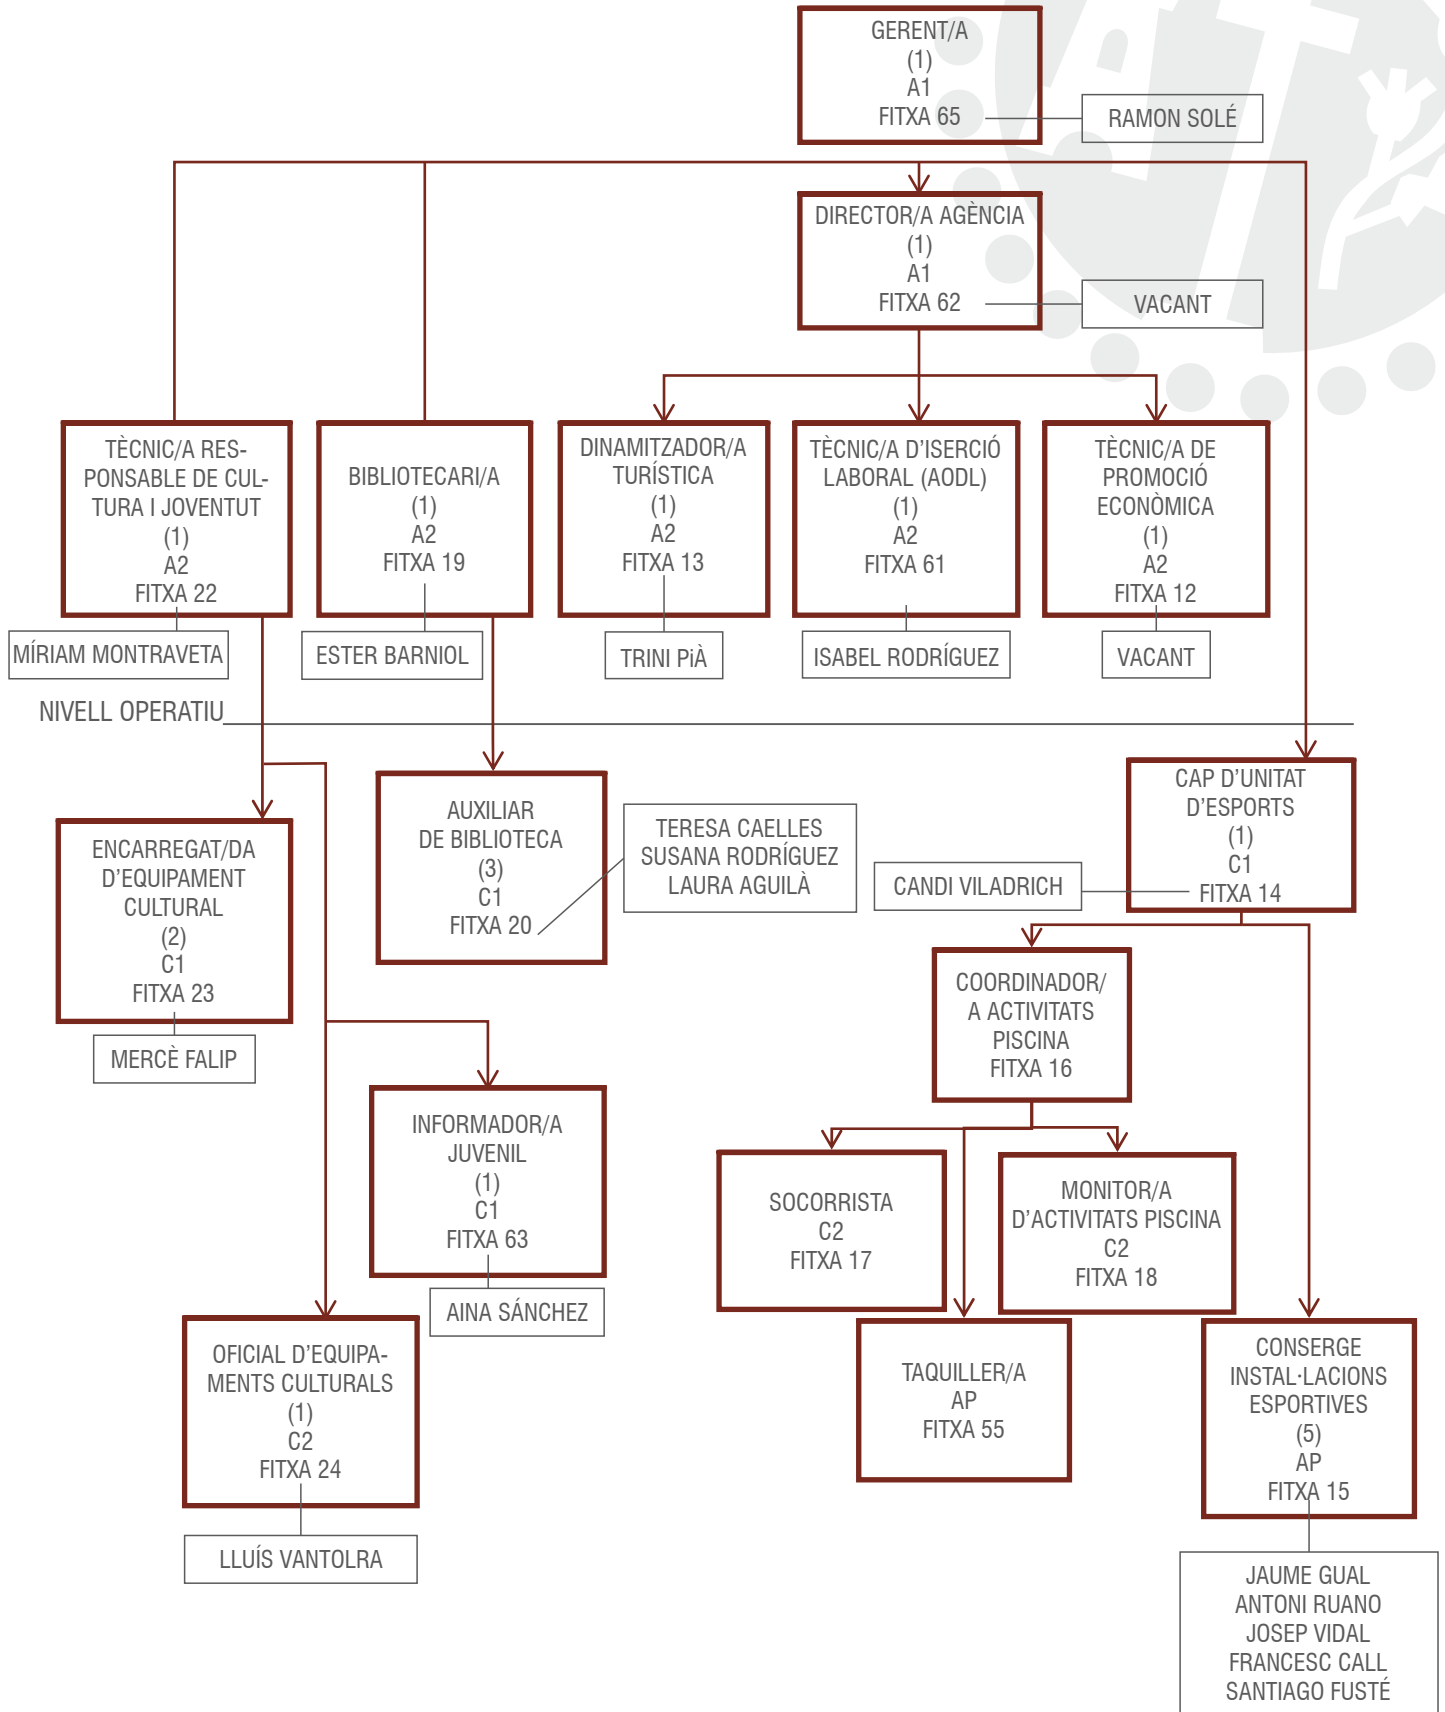 GERENT/A
(1)
A1
FITXA 65
RAMON SOLÉ
DIRECTOR/A AGÈNCIA
(1)
A1
FITXA 62
VACANT
TÈCNIC/A RES-
PONSABLE DE CUL-
TURA I JOVENTUT
(1)
A2
FITXA 22
MÍRIAM MONTRAVETA
BIBLIOTECARI/A
(1)
A2
FITXA 19
ESTER BARNIOL
DINAMITZADOR/A
TURÍSTICA
(1)
A2
FITXA 13
TRINI PiÀ
TÈCNIC/A D'ISERCIÓ
LABORAL (AODL)
(1)
A2
FITXA 61
ISABEL RODRÍGUEZ
TÈCNIC/A DE
PROMOCIÓ
ECONÒMICA
(1)
A2
FITXA 12
VACANT
NIVELL OPERATIU
ENCARREGAT/DA
D'EQUIPAMENT
CULTURAL
(2)
C1
FITXA 23
MERCÈ FALIP
AUXILIAR
DE BIBLIOTECA
(3)
C1
FITXA 20
TERESA CAELLES
SUSANA RODRÍGUEZ
LAURA AGUILÀ
CAP D'UNITAT
D'ESPORTS
(1)
C1
FITXA 14
CANDI VILADRICH
COORDINADOR/
A ACTIVITATS
PISCINA
FITXA 16
INFORMADOR/A
JUVENIL
(1)
C1
FITXA 63
AINA SÁNCHEZ
SOCORRISTA
C2
FITXA 17
MONITOR/A
D'ACTIVITATS PISCINA
C2
FITXA 18
OFICIAL D'EQUIPA-
MENTS CULTURALS
(1)
C2
FITXA 24
LLUÍS VANTOLRA
TAQUILLER/A
AP
FITXA 55
CONSERGE
INSTAL·LACIONS
ESPORTIVES
(5)
AP
FITXA 15
JAUME GUAL
ANTONI RUANO
JOSEP VIDAL
FRANCESC CALL
SANTIAGO FUSTÉ